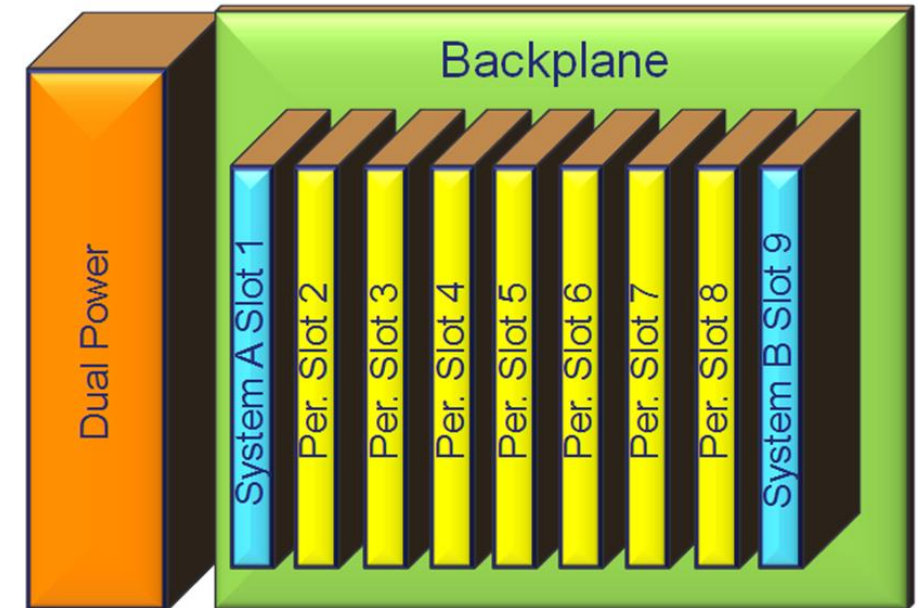 Backplane
Dual Power
System A Slot 1
Per. Slot 2
Per. Slot 3
Per. Slot 4
Per. Slot 5
Per. Slot 6
Per. Slot 7
Per. Slot 8
System B Slot 9